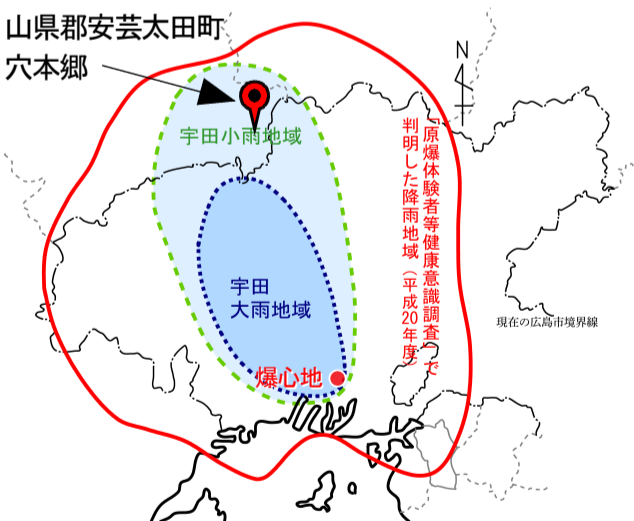 山県郡安芸太田町
穴本郷
N
宇田小雨地域
「原爆体験者等健康意識調査」で
判明した降雨地域（平成20年度）
宇田
大雨地域
現在の広島市境界線
爆心地